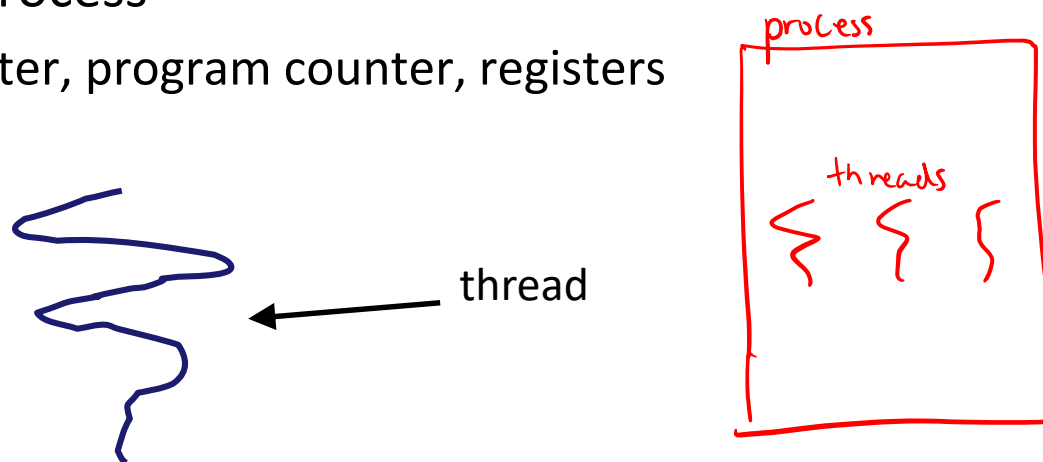 rocess
ter, program counter, registers
process
threads
thread